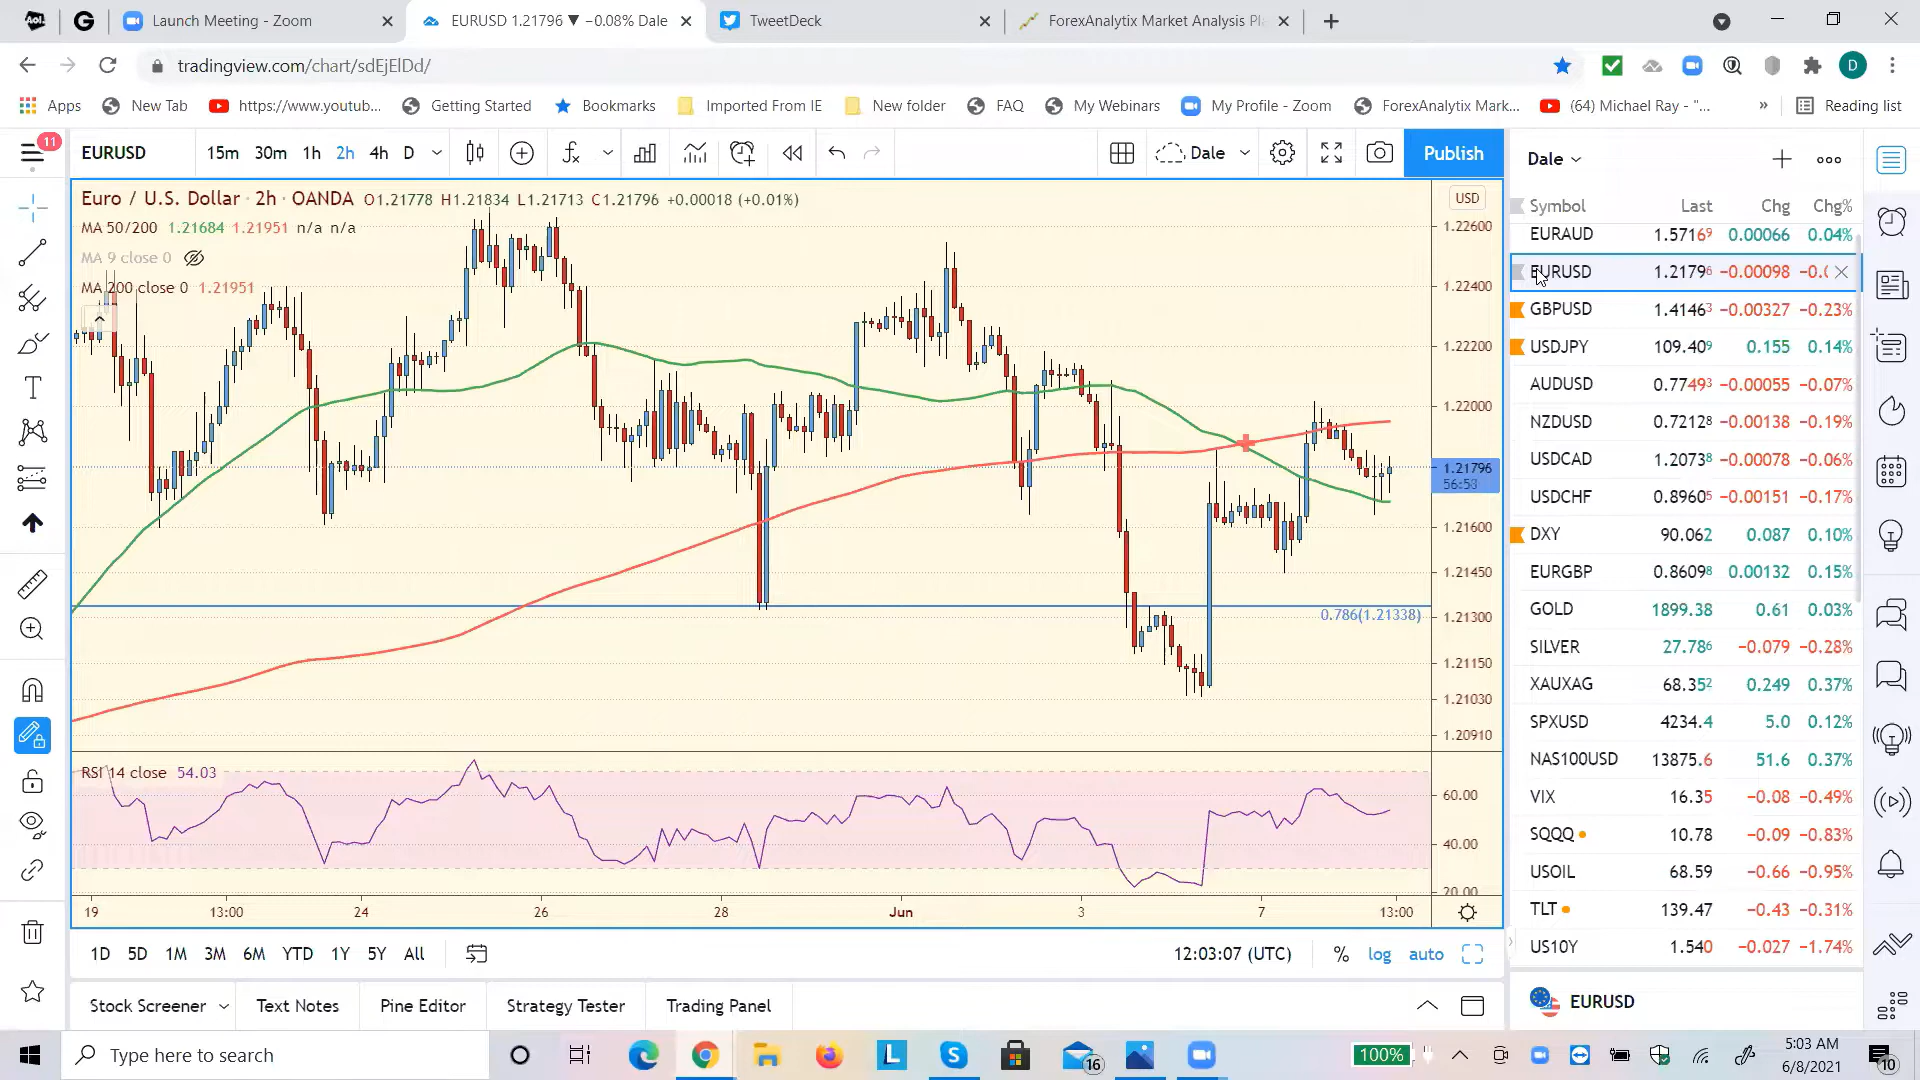 Launch Meeting - Zoom
EURUSD 1.21796 ▼ −0.08% Dale
TweetDeck
ForexAnalytix Market Analysis Pl
tradingview.com/chart/sdEjElDd/
D
Apps
New Tab
https://www.youtub...
Getting Started
Bookmarks
Imported From IE
New folder
FAQ
My Webinars
My Profile - Zoom
ForexAnalytix Mark...
(64) Michael Ray - "...
»
Reading list
11
EURUSD
15m 30m 1h 2h 4h D
Dale
Publish
Dale
Euro / U.S. Dollar · 2h · OANDA O1.21778 H1.21834 L1.21713 C1.21796 +0.00018 (+0.01%)
MA 50/200 1.21684 1.21951 n/a n/a
MA 9 close 0
MA 200 close 0 1.21951
USD
1.22600
1.22400
1.22200
1.22000
1.21796
56:53
1.21600
1.21450
1.21300
1.21150
1.21030
1.20910
0.786(1.21338)
RSI 14 close 54.03
60.00
40.00
20.00
19 13:00 24 26 28 Jun 3 7 13:00
Symbol Last Chg Chg%
EURAUD 1.57169 0.00066 0.04%
EURUSD 1.21796 −0.00098 −0.0
GBPUSD 1.41463 −0.00327 −0.23%
USDJPY 109.409 0.155 0.14%
AUDUSD 0.77493 −0.00055 −0.07%
NZDUSD 0.72128 −0.00138 −0.19%
USDCAD 1.20738 −0.00078 −0.06%
USDCHF 0.89605 −0.00151 −0.17%
DXY 90.062 0.087 0.10%
EURGBP 0.86098 0.00132 0.15%
GOLD 1899.38 0.61 0.03%
SILVER 27.786 −0.079 −0.28%
XAUXAG 68.352 0.249 0.37%
SPXUSD 4234.4 5.0 0.12%
NAS100USD 13875.6 51.6 0.37%
VIX 16.35 −0.08 −0.49%
SQQQ 10.78 −0.09 −0.83%
USOIL 68.59 −0.66 −0.95%
TLT 139.47 −0.43 −0.31%
US10Y 1.540 −0.027 −1.74%
1D 5D 1M 3M 6M YTD 1Y 5Y All
12:03:07 (UTC) % log auto
Stock Screener
Text Notes
Pine Editor
Strategy Tester
Trading Panel
EURUSD
Type here to search
16
100%
5:03 AM
6/8/2021
10